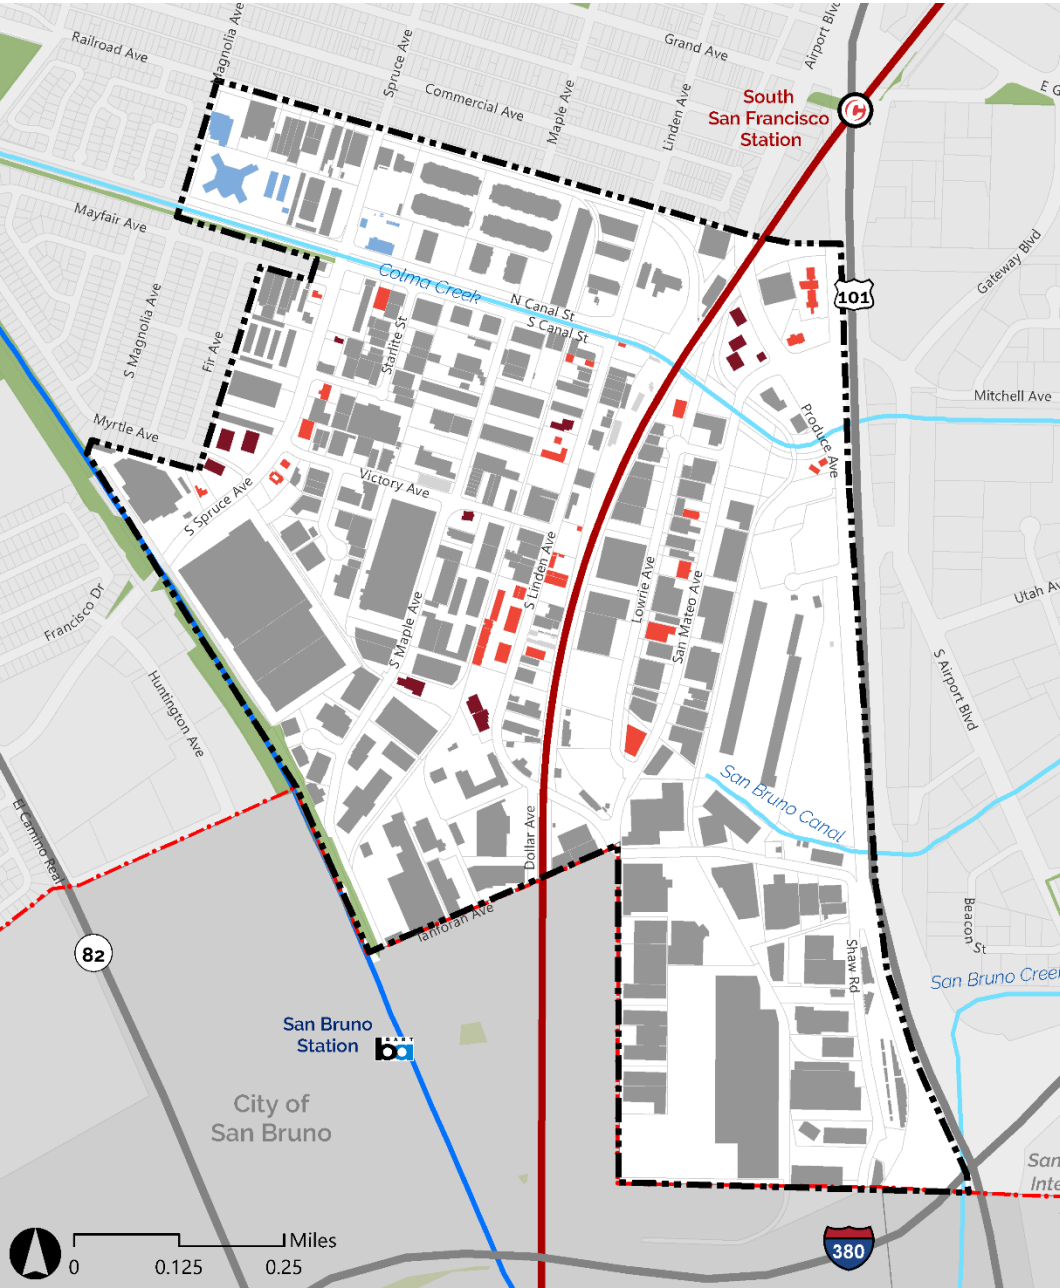 Railroad Ave
Magnolia Ave
Spruce Ave
Grand Ave
Airport Blvd
Commercial Ave
Maple Ave
Linden Ave
South
San Francisco
Station
Mayfair Ave
Colma Creek
N Canal St
S Canal St
101
Gateway Blvd
S Magnolia Ave
Fir Ave
Starlite St
Mitchell Ave
Myrtle Ave
Produce Ave
Victory Ave
S Spruce Ave
S Linden Ave
Lowrie Ave
San Mateo Ave
S Maple Ave
Francisco Dr
Utah Av
Huntington Ave
S Airport Blvd
San Bruno Canal
El Camino Real
Dollar Ave
Tanforan Ave
82
Beacon St
Shaw Rd
San Bruno Creek
San Bruno
Station
BART
ba
City of
San Bruno
San
Inte
Miles
0
0.125
0.25
380